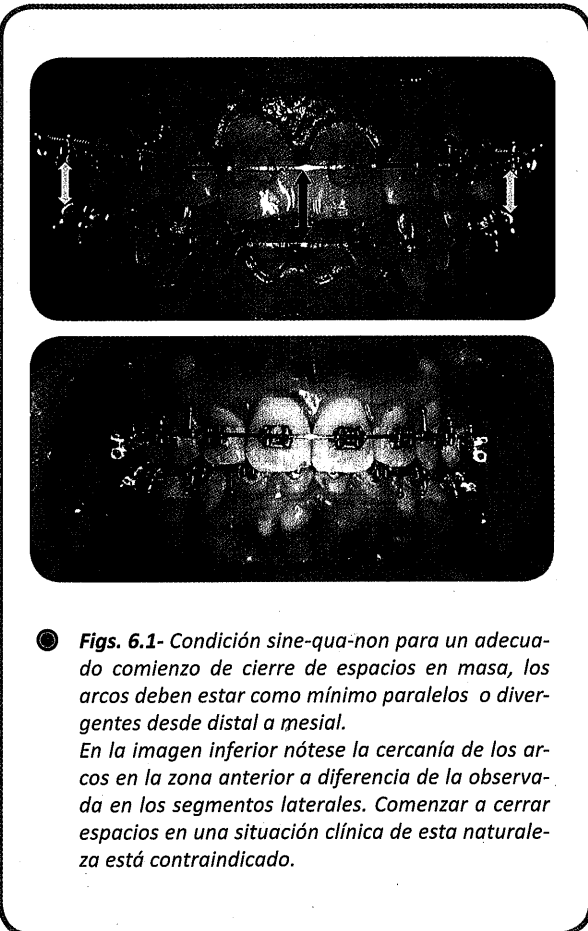 Figs. 6.1- Condición sine-qua-non para un adecua-
do comienzo de cierre de espacios en masa, los
arcos deben estar como mínimo paralelos o diver-
gentes desde distal a mesial.
En la imagen inferior nótese la cercanía de los ar-
cos en la zona anterior a diferencia de la observa-
da en los segmentos laterales. Comenzar a cerrar
espacios en una situación clínica de esta naturale-
za está contraindicado.